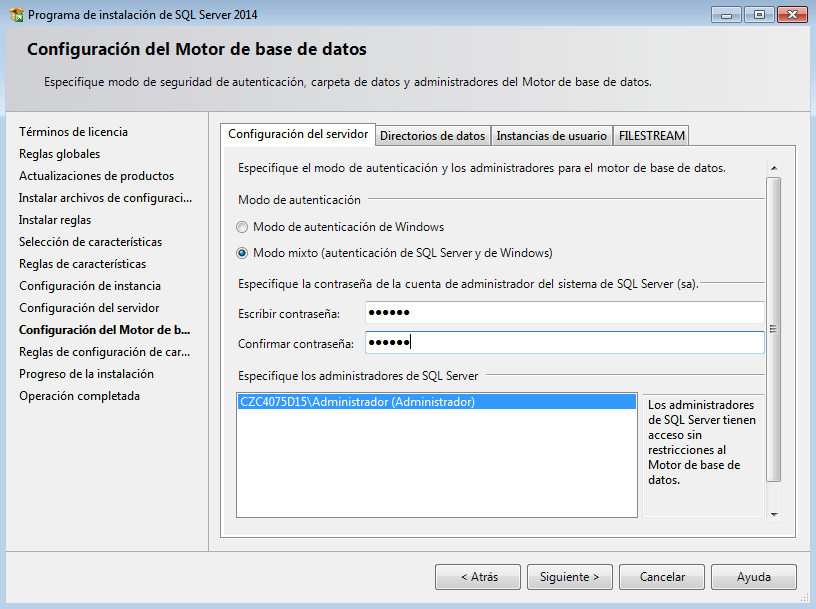 Programa de instalación de SQL Server 2014
Configuración del Motor de base de datos
Especifique modo de seguridad de autenticación, carpeta de datos y administradores del Motor de base de datos.
Términos de licencia
Reglas globales
Actualizaciones de productos
Instalar archivos de configuraci...
Instalar reglas
Selección de características
Reglas de características
Configuración de instancia
Configuración del servidor
Configuración del Motor de b...
Reglas de configuración de car...
Progreso de la instalación
Operación completada
Configuración del servidor
Directorios de datos
Instancias de usuario
FILESTREAM
Especifique el modo de autenticación y los administradores para el motor de base de datos.
Modo de autenticación
Modo de autenticación de Windows
Modo mixto (autenticación de SQL Server y de Windows)
Especifique la contraseña de la cuenta de administrador del sistema de SQL Server (sa).
Escribir contraseña: ●●●●●●
Confirmar contraseña: ●●●●●●
Especifique los administradores de SQL Server
CZC4075D15\Administrador (Administrador)
Los administradores
de SQL Server tienen
acceso sin
restricciones al
Motor de base de
datos.
< Atrás
Siguiente >
Cancelar
Ayuda